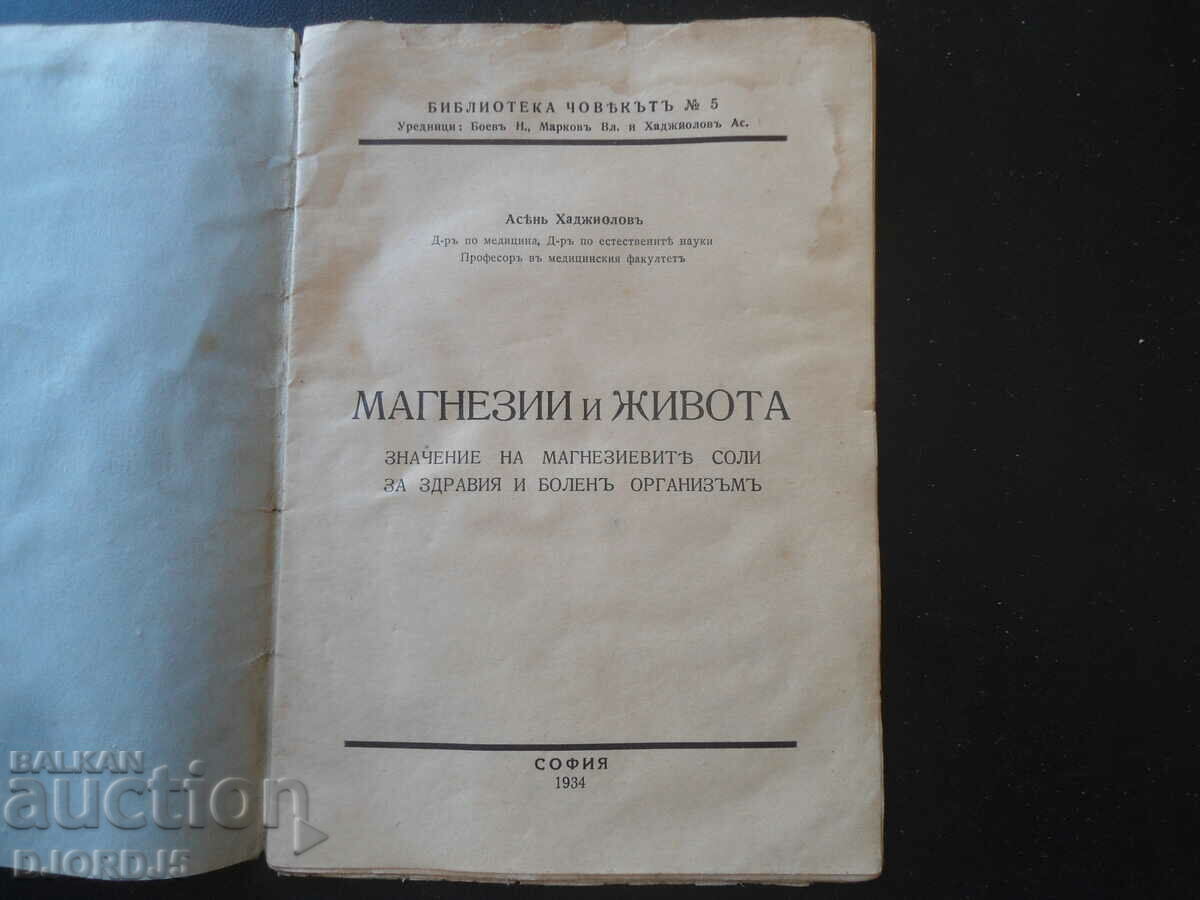 БИБЛИОТЕКА ЧОВѢКЪТЪ № 5
Уредници: Боевъ Н., Марковъ Вл. и Хаджиоловъ Ас.
Асѣнь Хаджиоловъ
Д-ръ по медицина, Д-ръ по естественитѣ науки
Професоръ въ медицинския факултетъ
МАГНЕЗИИ и ЖИВОТА
ЗНАЧЕНИЕ НА МАГНЕЗИЕВИТѢ СОЛИ
ЗА ЗДРАВИЯ И БОЛЕНЪ ОРГАНИЗЪМЪ
СОФИЯ
1934
BALKAN
auction
DJORDJ5